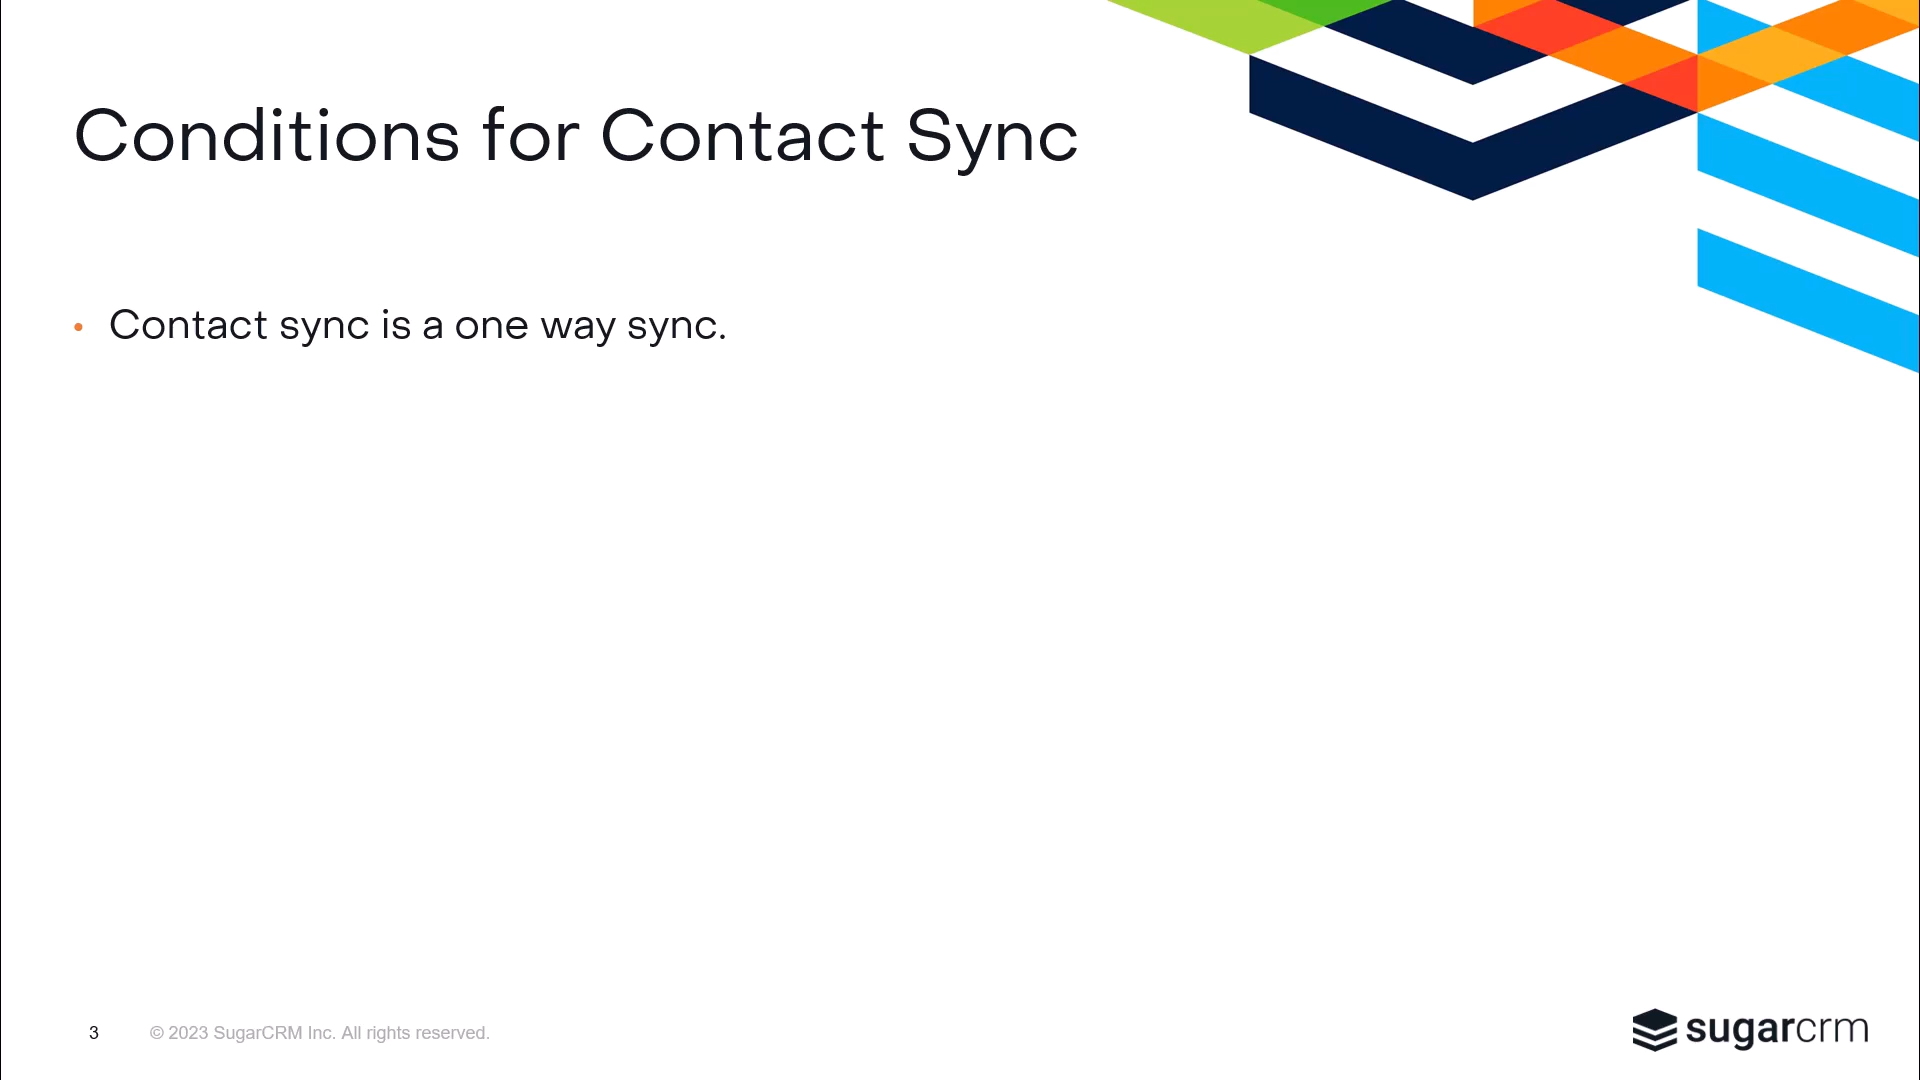 Conditions for Contact Sync
• Contact sync is a one way sync.
3 © 2023 SugarCRM Inc. All rights reserved.
sugarcrm